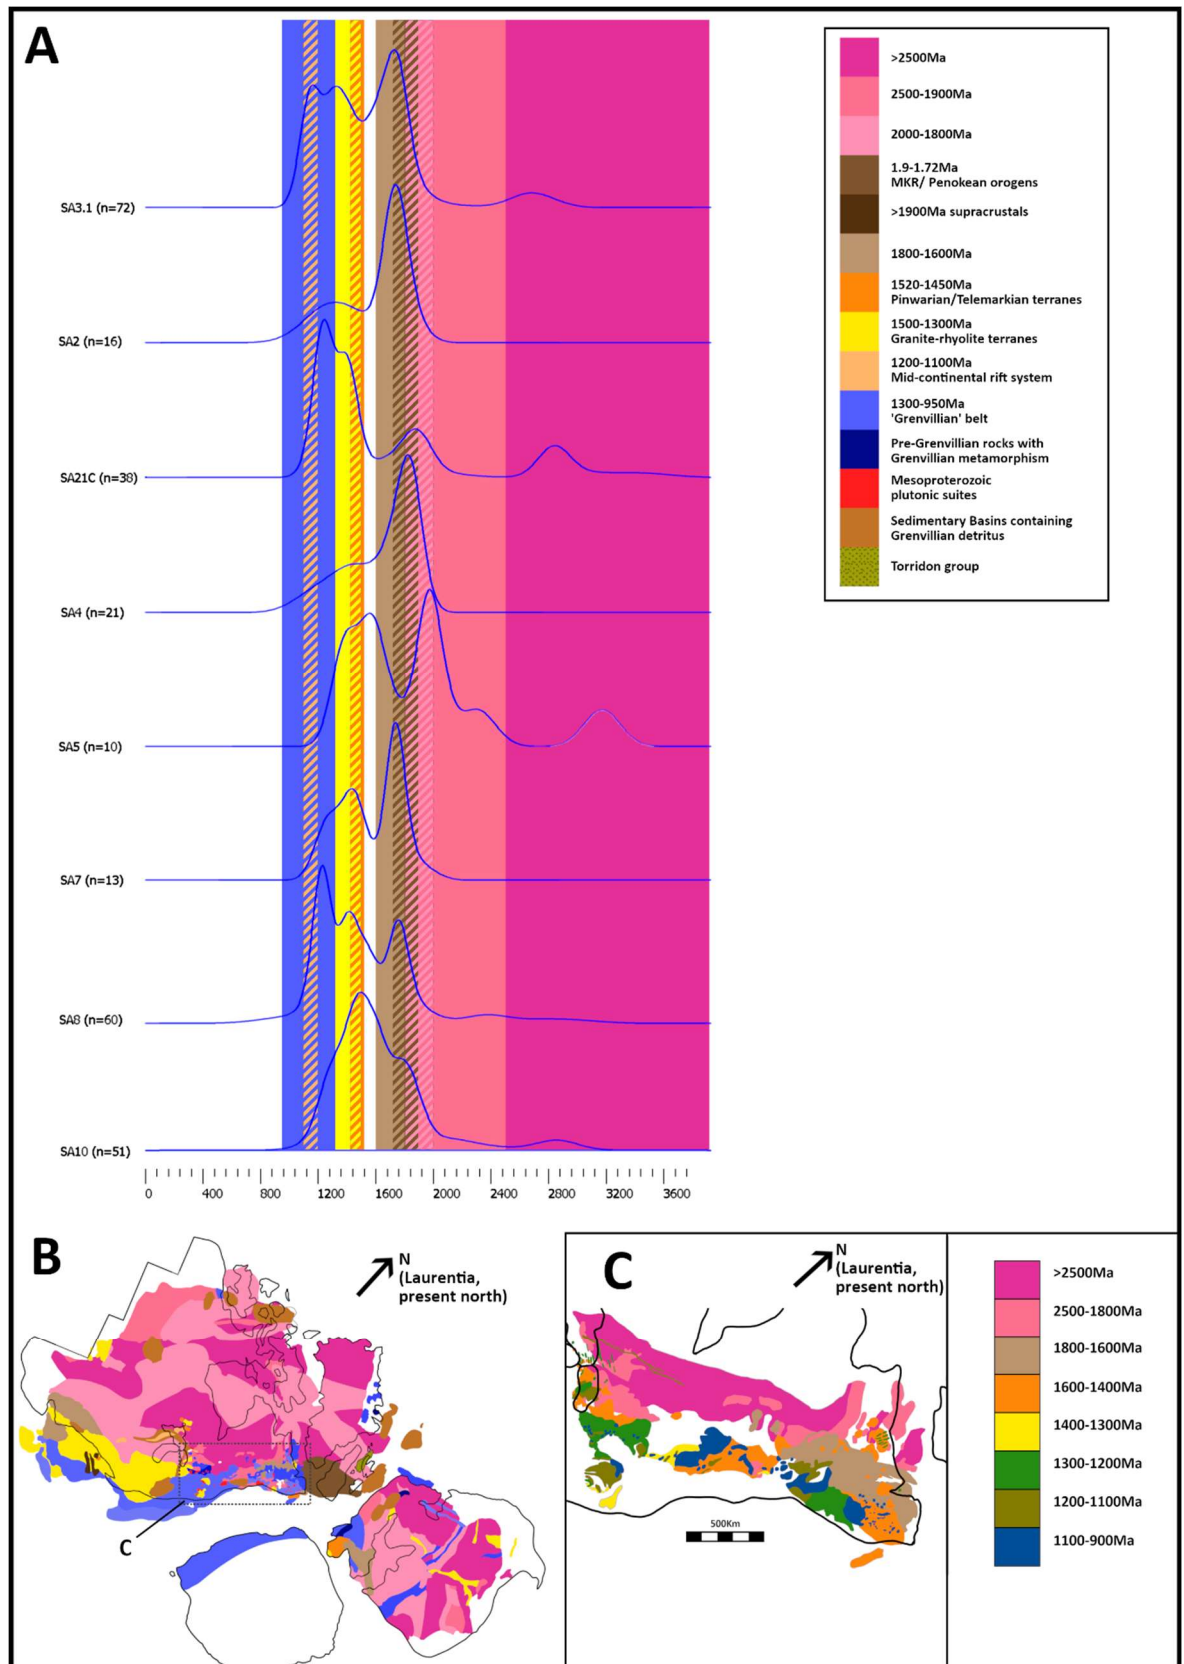 A
>2500Ma
2500-1900Ma
2000-1800Ma
1.9-1.72Ma
MKR/ Penokean orogens
>1900Ma supracrustals
1800-1600Ma
1520-1450Ma
Pinwarian/Telemarkian terranes
1500-1300Ma
Granite-rhyolite terranes
1200-1100Ma
Mid-continental rift system
1300-950Ma
'Grenvillian' belt
Pre-Grenvillian rocks with
Grenvillian metamorphism
Mesoproterozoic
plutonic suites
Sedimentary Basins containing
Grenvillian detritus
Torridon group
SA3.1 (n=72)
SA2 (n=16)
SA21C (n=38)
SA4 (n=21)
SA5 (n=10)
SA7 (n=13)
SA8 (n=60)
SA10 (n=51)
0 400 800 1200 1600 2000 2400 2800 3200 3600
B
N
(Laurentia,
present north)
C
C
N
(Laurentia,
present north)
500Km
>2500Ma
2500-1800Ma
1800-1600Ma
1600-1400Ma
1400-1300Ma
1300-1200Ma
1200-1100Ma
1100-900Ma